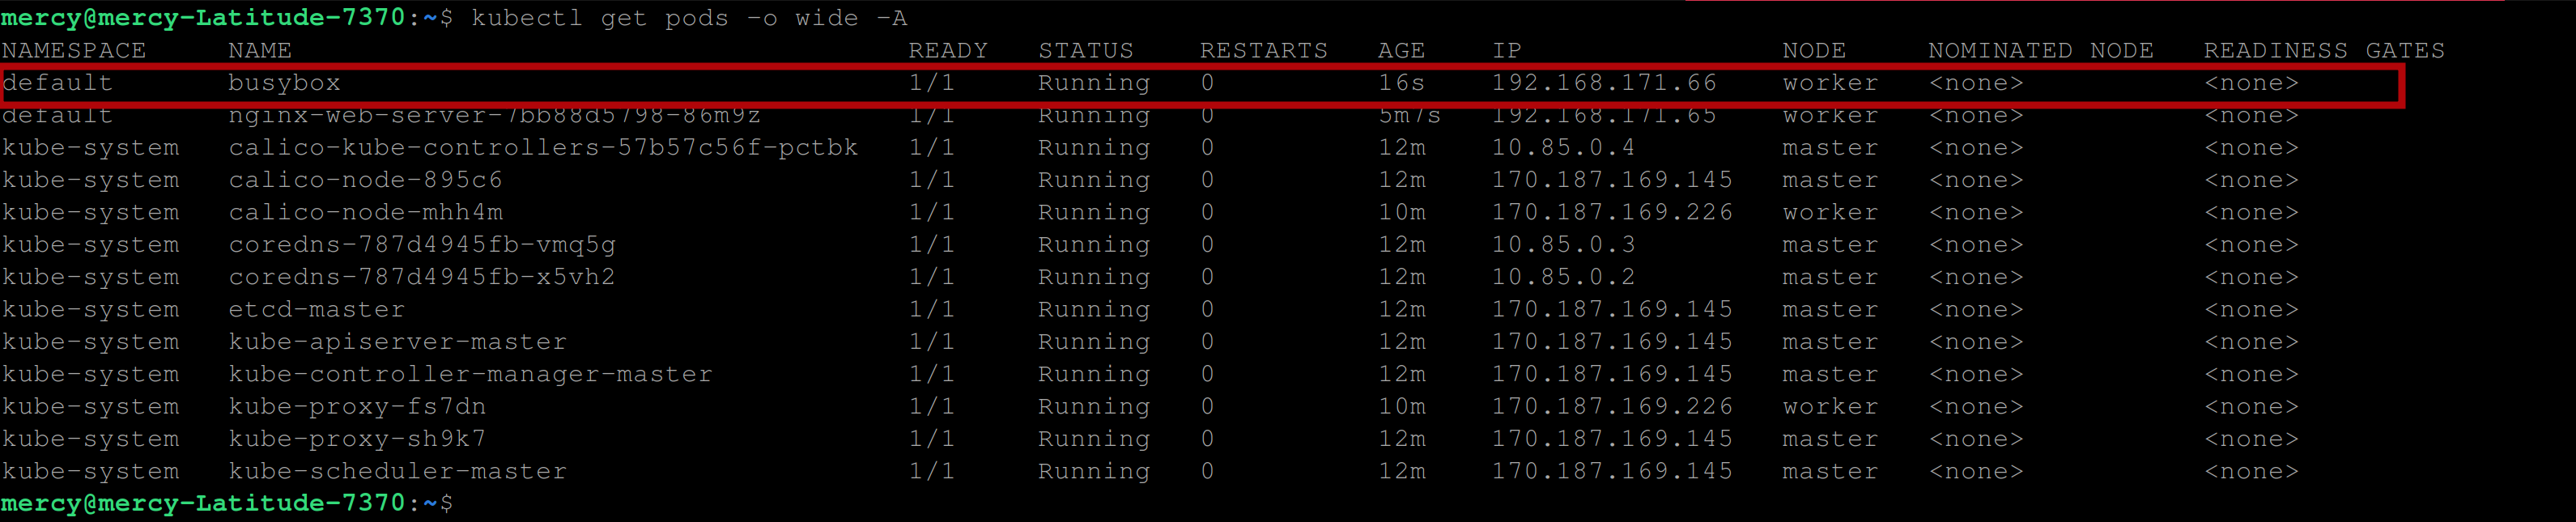 mercy@mercy-Latitude-7370:~$ kubectl get pods -o wide -A
NAMESPACE NAME READY STATUS RESTARTS AGE IP NODE NOMINATED NODE READINESS GATES
default busybox 1/1 Running 0 16s 192.168.171.66 worker <none> <none>
default nginx-web-server-7bb88d5798-86m9z 1/1 Running 0 5m7s 192.168.171.65 worker <none> <none>
kube-system calico-kube-controllers-57b57c56f-pctbk 1/1 Running 0 12m 10.85.0.4 master <none> <none>
kube-system calico-node-895c6 1/1 Running 0 12m 170.187.169.145 master <none> <none>
kube-system calico-node-mhh4m 1/1 Running 0 10m 170.187.169.226 worker <none> <none>
kube-system coredns-787d4945fb-vmq5g 1/1 Running 0 12m 10.85.0.3 master <none> <none>
kube-system coredns-787d4945fb-x5vh2 1/1 Running 0 12m 10.85.0.2 master <none> <none>
kube-system etcd-master 1/1 Running 0 12m 170.187.169.145 master <none> <none>
kube-system kube-apiserver-master 1/1 Running 0 12m 170.187.169.145 master <none> <none>
kube-system kube-controller-manager-master 1/1 Running 0 12m 170.187.169.145 master <none> <none>
kube-system kube-proxy-fs7dn 1/1 Running 0 10m 170.187.169.226 worker <none> <none>
kube-system kube-proxy-sh9k7 1/1 Running 0 12m 170.187.169.145 master <none> <none>
kube-system kube-scheduler-master 1/1 Running 0 12m 170.187.169.145 master <none> <none>
mercy@mercy-Latitude-7370:~$